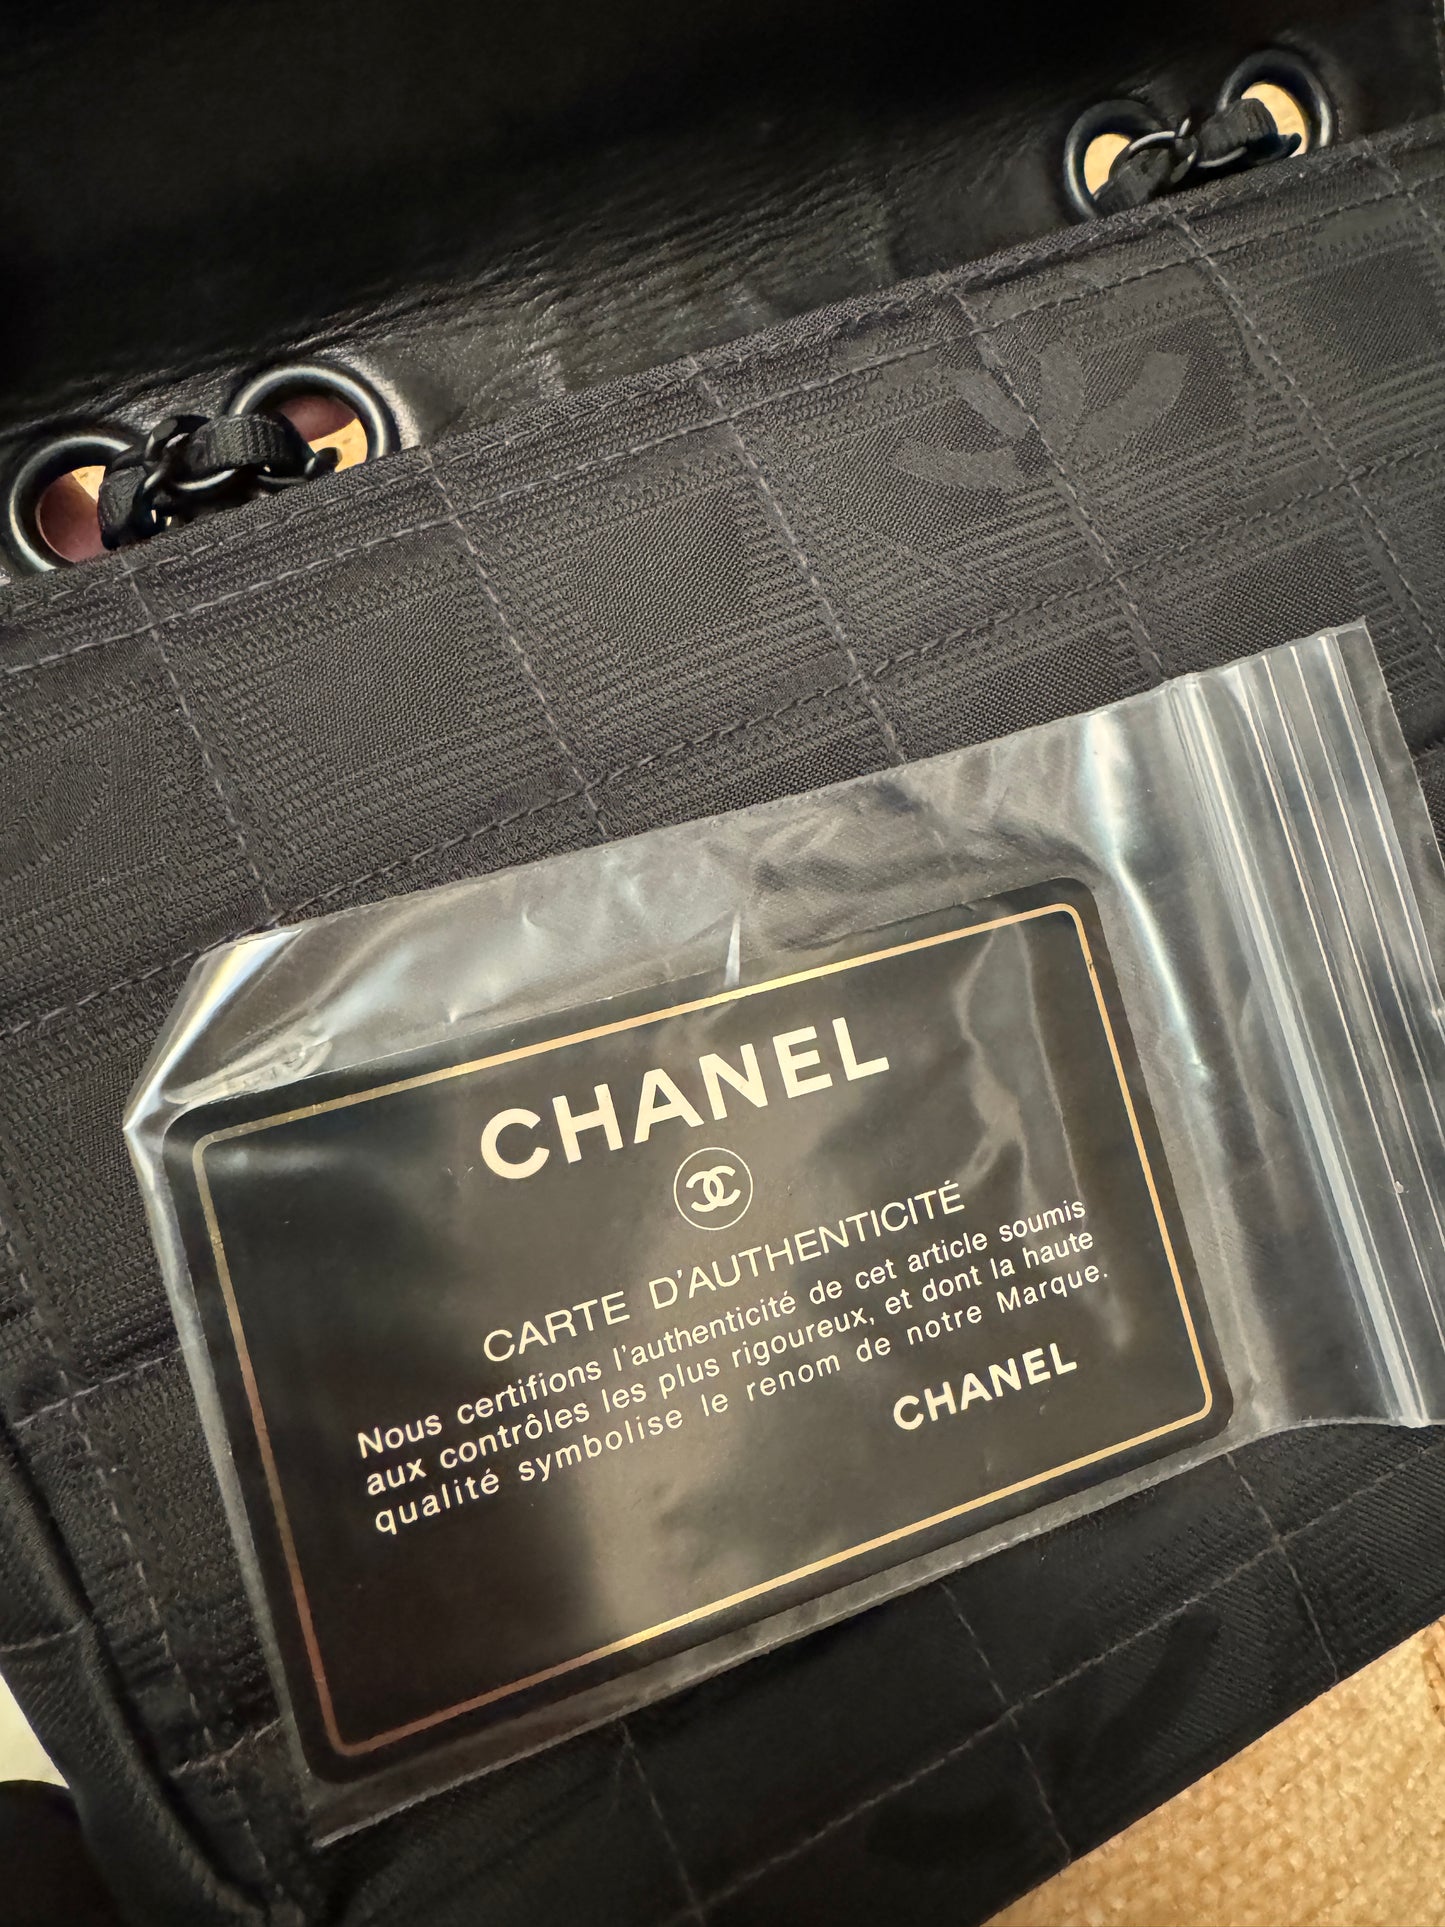 CHANEL
CARTE D'AUTHENTICITÉ
Nous certifions l'authenticité de cet article soumis
aux contrôles les plus rigoureux, et dont la haute
qualité symbolise le renom de notre Marque.
CHANEL